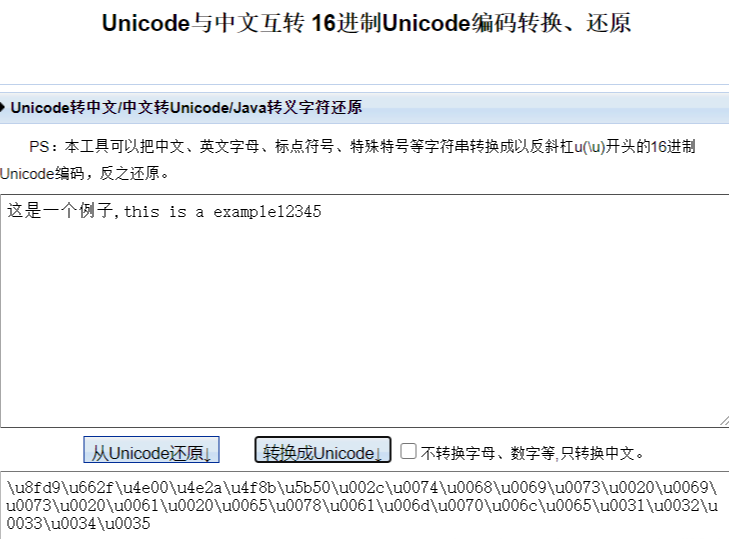 Unicode与中文互转 16进制Unicode编码转换、还原
Unicode转中文/中文转Unicode/Java转义字符还原
PS：本工具可以把中文、英文字母、标点符号、特殊特号等字符串转换成以反斜杠u(\u)开头的16进制
Unicode编码，反之还原。
这是一个例子,this is a example12345
从Unicode还原↓ 转换成Unicode↓ 不转换字母、数字等,只转换中文。
\u8fd9\u662f\u4e00\u4e2a\u4f8b\u5b50\u002c\u0074\u0068\u0069\u0073\u0020\u0069\
u0073\u0020\u0061\u0020\u0065\u0078\u0061\u006d\u0070\u006c\u0065\u0031\u0032\u
0033\u0034\u0035